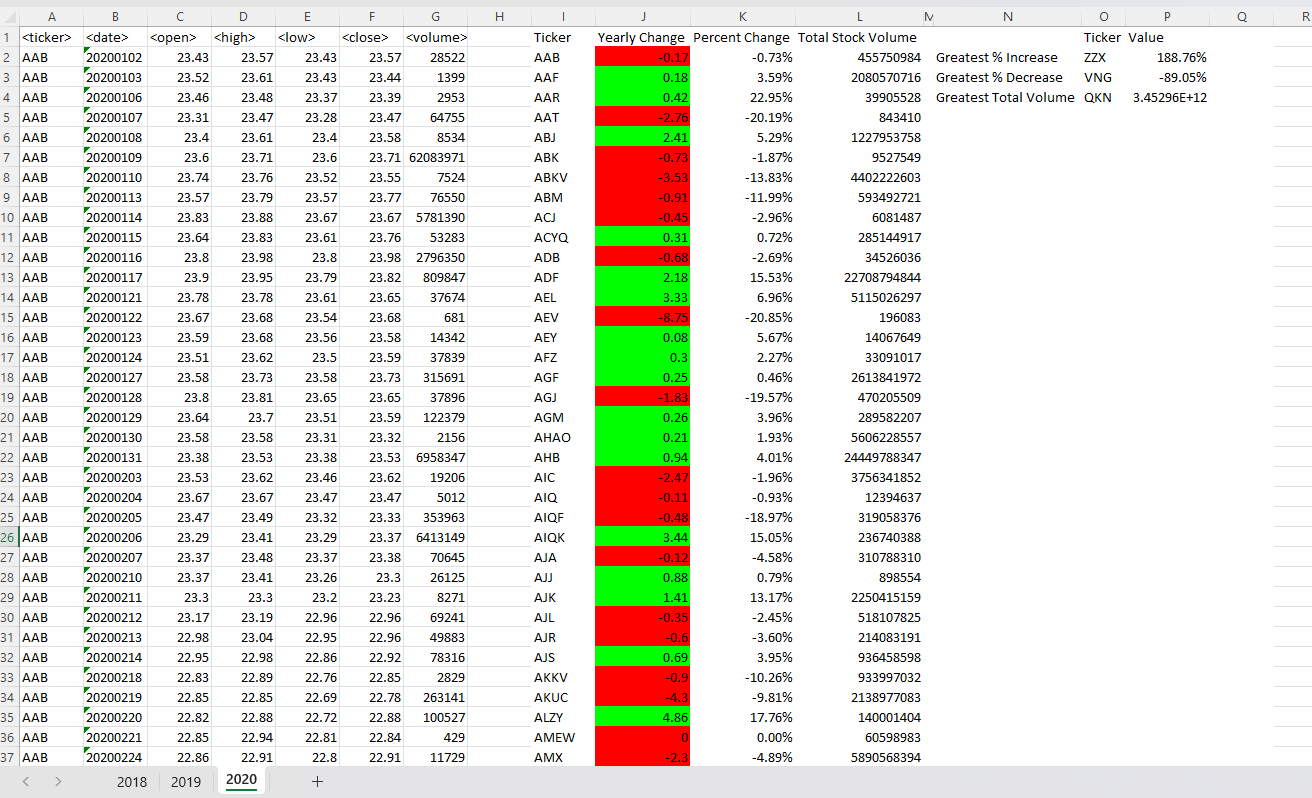 A B C D E F G H I J K L M N O P Q R
1 <ticker> <date> <open> <high> <low> <close> <volume> Ticker Yearly Change Percent Change Total Stock Volume Ticker Value
2 AAB 20200102 23.43 23.57 23.43 23.57 28522 AAB -0.17 -0.73% 455750984 Greatest % Increase ZZX 188.76%
3 AAB 20200103 23.52 23.61 23.43 23.44 1399 AAF 0.18 3.59% 2080570716 Greatest % Decrease VNG -89.05%
4 AAB 20200106 23.46 23.48 23.37 23.39 2953 AAR 0.42 22.95% 39905528 Greatest Total Volume QKN 3.45296E+12
5 AAB 20200107 23.31 23.47 23.28 23.47 64755 AAT -2.76 -20.19% 843410
6 AAB 20200108 23.4 23.61 23.4 23.58 8534 ABJ 2.41 5.29% 1227953758
7 AAB 20200109 23.6 23.71 23.6 23.71 62083971 ABK -0.73 -1.87% 9527549
8 AAB 20200110 23.74 23.76 23.52 23.55 7524 ABKV -3.53 -13.83% 4402222603
9 AAB 20200113 23.57 23.79 23.57 23.77 76550 ABM -0.91 -11.99% 593492721
10 AAB 20200114 23.83 23.88 23.67 23.67 5781390 ACJ -0.45 -2.96% 6081487
11 AAB 20200115 23.64 23.83 23.61 23.76 53283 ACYQ 0.31 0.72% 285144917
12 AAB 20200116 23.8 23.98 23.8 23.98 2796350 ADB -0.68 -2.69% 34526036
13 AAB 20200117 23.9 23.95 23.79 23.82 809847 ADF 2.18 15.53% 22708794844
14 AAB 20200121 23.78 23.78 23.61 23.65 37674 AEL 3.33 6.96% 5115026297
15 AAB 20200122 23.67 23.68 23.54 23.68 681 AEV -8.75 -20.85% 196083
16 AAB 20200123 23.59 23.68 23.56 23.58 14342 AEY 0.08 5.67% 14067649
17 AAB 20200124 23.51 23.62 23.5 23.59 37839 AFZ 0.3 2.27% 33091017
18 AAB 20200127 23.58 23.73 23.58 23.73 315691 AGF 0.25 0.46% 2613841972
19 AAB 20200128 23.8 23.81 23.65 23.65 37896 AGJ -1.83 -19.57% 470205509
20 AAB 20200129 23.64 23.7 23.51 23.59 122379 AGM 0.26 3.96% 289582207
21 AAB 20200130 23.58 23.58 23.31 23.32 2156 AHAO 0.21 1.93% 5606228557
22 AAB 20200131 23.38 23.53 23.38 23.53 6958347 AHB 0.94 4.01% 24449788347
23 AAB 20200203 23.53 23.62 23.46 23.62 19206 AIC -2.47 -1.96% 3756341852
24 AAB 20200204 23.67 23.67 23.47 23.47 5012 AIQ -0.11 -0.93% 12394637
25 AAB 20200205 23.47 23.49 23.32 23.33 353963 AIQF -0.48 -18.97% 319058376
26 AAB 20200206 23.29 23.41 23.29 23.37 6413149 AIQK 3.44 15.05% 236740388
27 AAB 20200207 23.37 23.48 23.37 23.38 70645 AJA -0.12 -4.58% 310788310
28 AAB 20200210 23.37 23.41 23.26 23.3 26125 AJJ 0.88 0.79% 898554
29 AAB 20200211 23.3 23.3 23.2 23.23 8271 AJK 1.41 13.17% 2250415159
30 AAB 20200212 23.17 23.19 22.96 22.96 69241 AJL -0.35 -2.45% 518107825
31 AAB 20200213 22.98 23.04 22.95 22.96 49883 AJR -0.6 -3.60% 214083191
32 AAB 20200214 22.95 22.98 22.86 22.92 78316 AJS 0.69 3.95% 936458598
33 AAB 20200218 22.83 22.89 22.76 22.85 2829 AKKV -0.9 -10.26% 933997032
34 AAB 20200219 22.85 22.85 22.69 22.78 263141 AKUC -4.3 -9.81% 2138977083
35 AAB 20200220 22.82 22.88 22.72 22.88 100527 ALZY 4.86 17.76% 140001404
36 AAB 20200221 22.85 22.94 22.81 22.84 429 AMEW 0 0.00% 60598983
37 AAB 20200224 22.86 22.91 22.8 22.91 11729 AMX -2.3 -4.89% 5890568394
2018 2019 2020 +